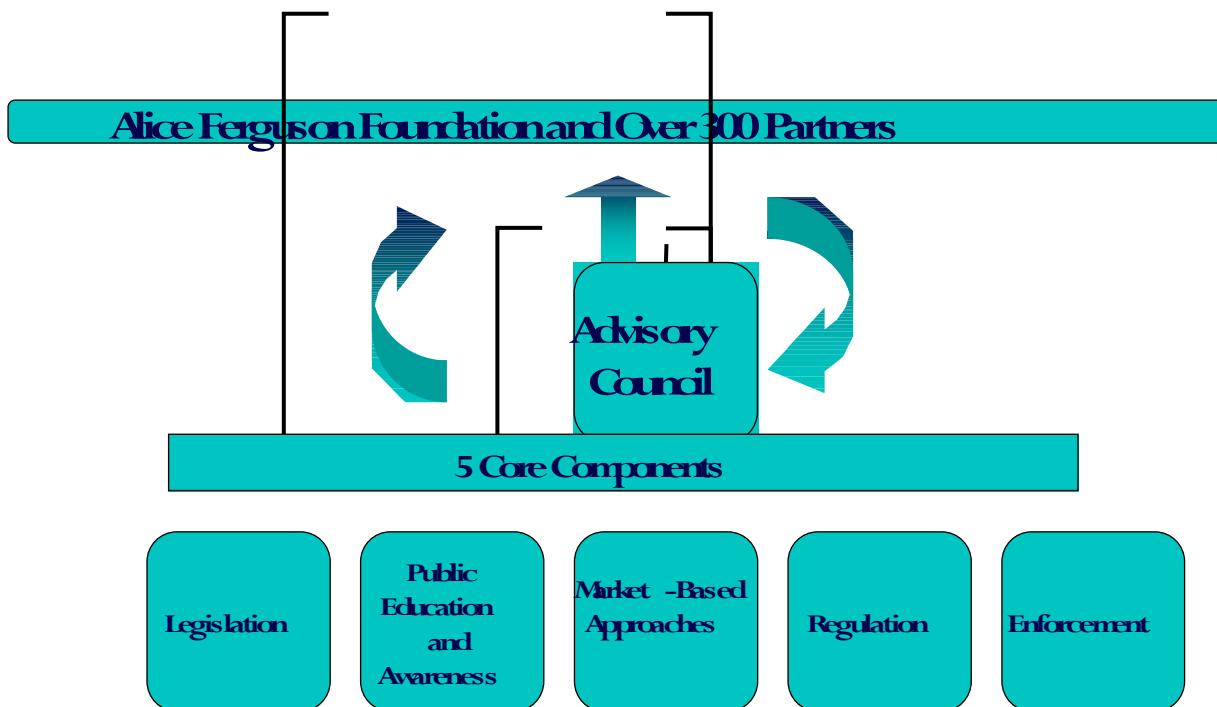 Alice Ferguson Foundation and Over 300 Partners
Advisory
Council
5 Core Components
Legislation
Public
Education
and
Awareness
Market -Based
Approaches
Regulation
Enforcement